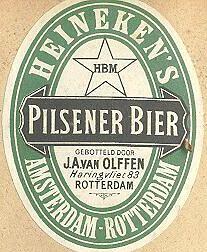 HEINEKEN'S
HBM
PILSENER BIER
GEBOTTELD DOOR
J.A. VAN OLFFEN
Haringvliet 83
ROTTERDAM
AMSTERDAM-ROTTERDAM